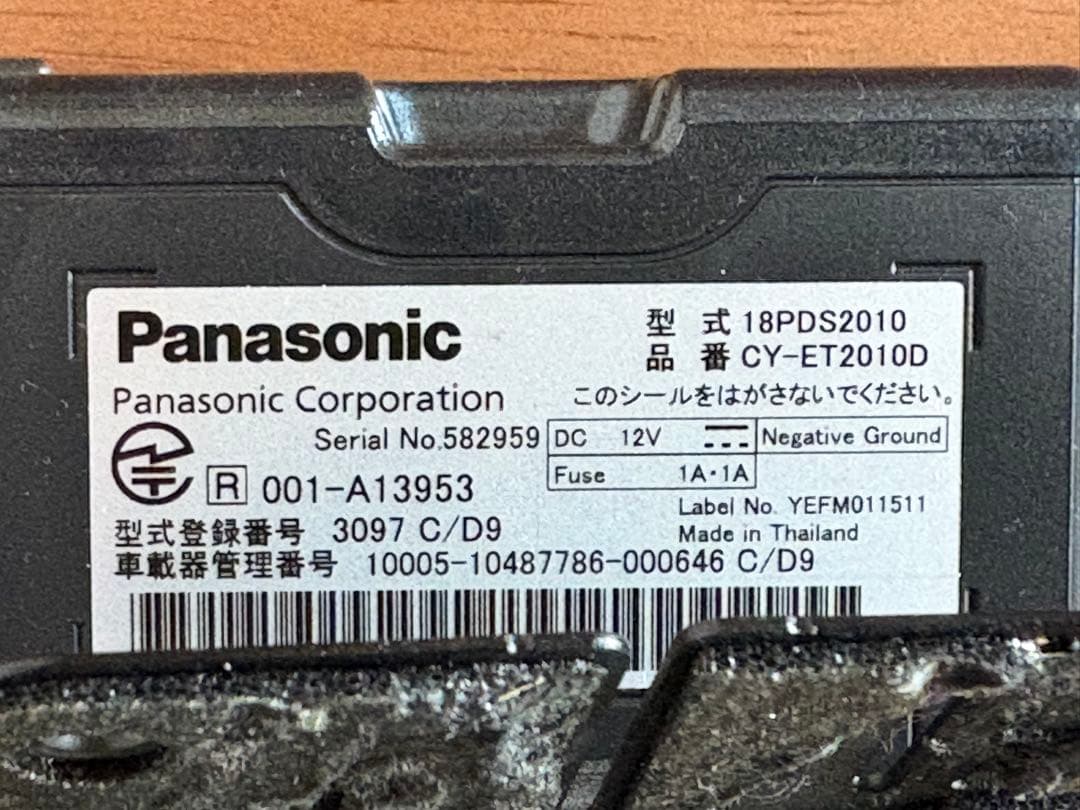 Panasonic
Panasonic Corporation
型 式 18PDS2010
品 番 CY-ET2010D
このシールをはがさないでください。
Serial No.582959
DC 12V Negative Ground
Fuse 1A・1A
R 001-A13953
Label No. YEFM011511
Made in Thailand
型式登録番号 3097 C/D9
車載器管理番号 10005-10487786-000646 C/D9